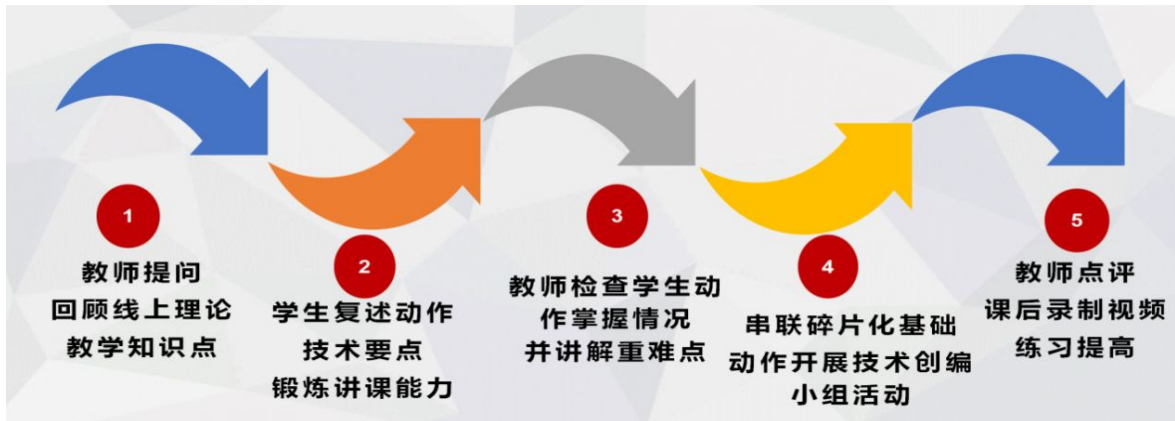 1
教师提问
回顾线上理论
教学知识点
2
学生复述动作
技术要点
锻炼讲课能力
3
教师检查学生动
作掌握情况
并讲解重难点
4
串联碎片化基础
动作开展技术创编
小组活动
5
教师点评
课后录制视频
练习提高